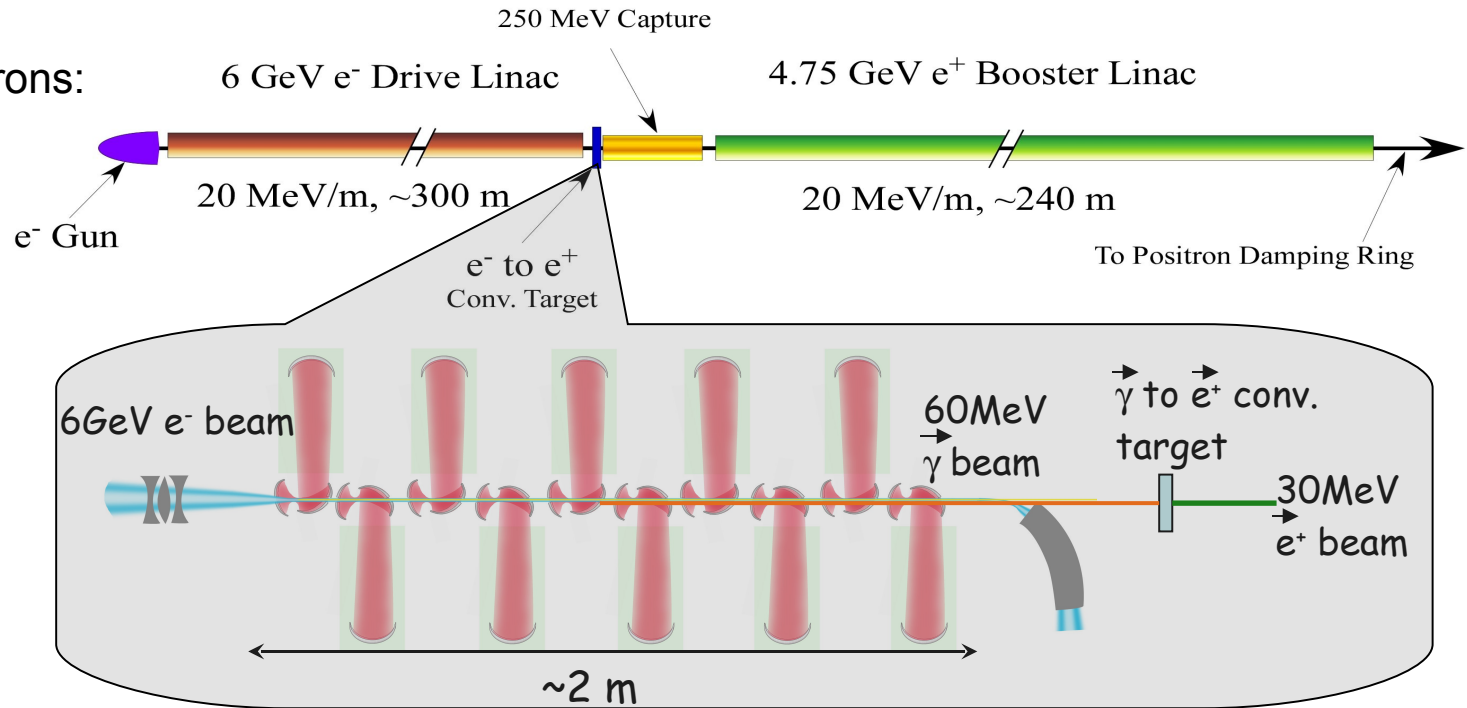 250 MeV Capture
rons:
6 GeV e⁻ Drive Linac
4.75 GeV e⁺ Booster Linac
20 MeV/m, ~300 m
20 MeV/m, ~240 m
e⁻ Gun
e⁻ to e⁺
Conv. Target
To Positron Damping Ring
6GeV e⁻ beam
60MeV
γ⃗ beam
γ⃗ to e⃗⁺ conv.
target
30MeV
e⃗⁺ beam
~2 m